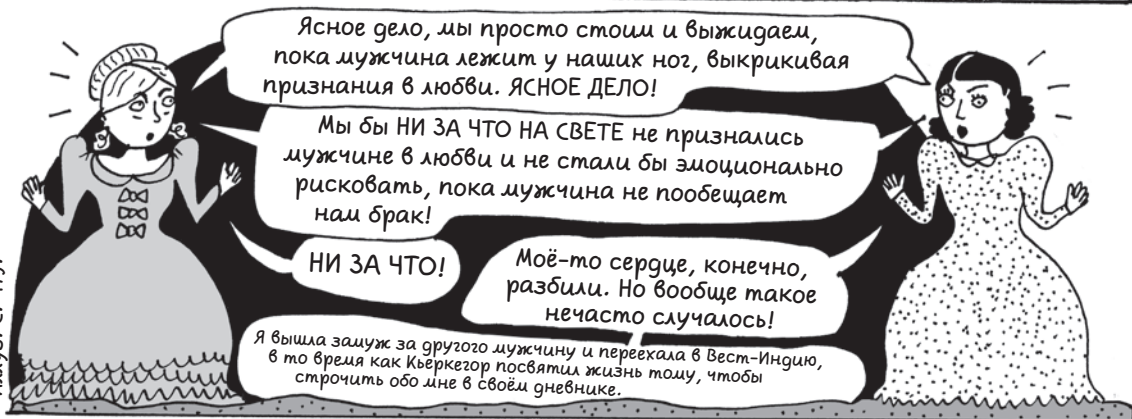 Ясное дело, мы просто стоим и выжидаем,
пока мужчина лежит у наших ног, выкрикивая
признания в любви. ЯСНОЕ ДЕЛО!
Мы бы НИ ЗА ЧТО НА СВЕТЕ не признались
мужчине в любви и не стали бы эмоционально
рисковать, пока мужчина не пообещает
нам брак!
НИ ЗА ЧТО!
Моё-то сердце, конечно,
разбили. Но вообще такое
нечасто случалось!
Я вышла замуж за другого мужчину и переехала в Вест-Индию,
в то время как Кьеркегор посвятил жизнь тому, чтобы
строчить обо мне в своём дневнике.